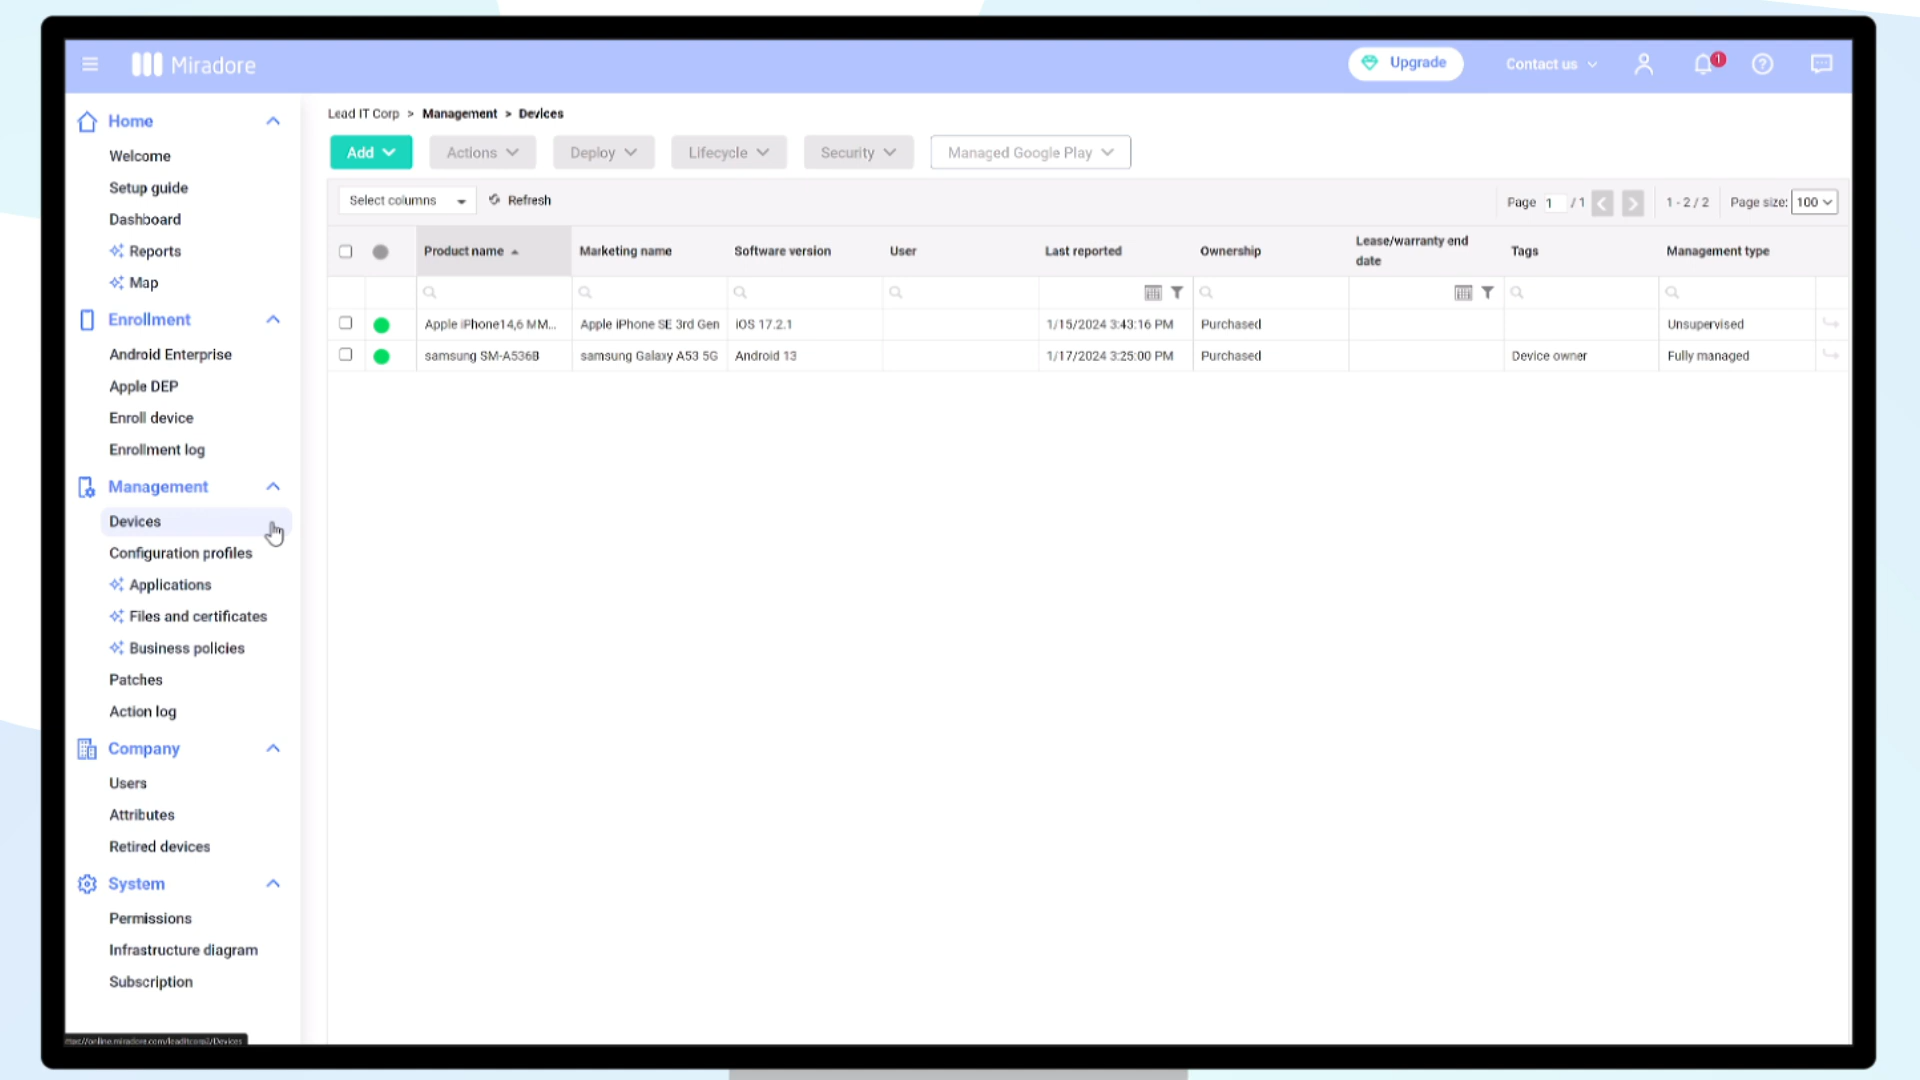 Miradore
Upgrade
Contact us
1
Home
Welcome
Setup guide
Dashboard
Reports
Map
Enrollment
Android Enterprise
Apple DEP
Enroll device
Enrollment log
Management
Devices
Configuration profiles
Applications
Files and certificates
Business policies
Patches
Action log
Company
Users
Attributes
Retired devices
System
Permissions
Infrastructure diagram
Subscription
Lead IT Corp > Management > Devices
Add Actions Deploy Lifecycle Security Managed Google Play
Select columns Refresh Page 1 / 1 1 - 2 / 2 Page size: 100
Product name Marketing name Software version User Last reported Ownership Lease/warranty end date Tags Management type
Apple iPhone14,6 MM... Apple iPhone SE 3rd Gen iOS 17.2.1 1/15/2024 3:43:16 PM Purchased Unsupervised
samsung SM-A536B samsung Galaxy A53 5G Android 13 1/17/2024 3:25:00 PM Purchased Device owner Fully managed